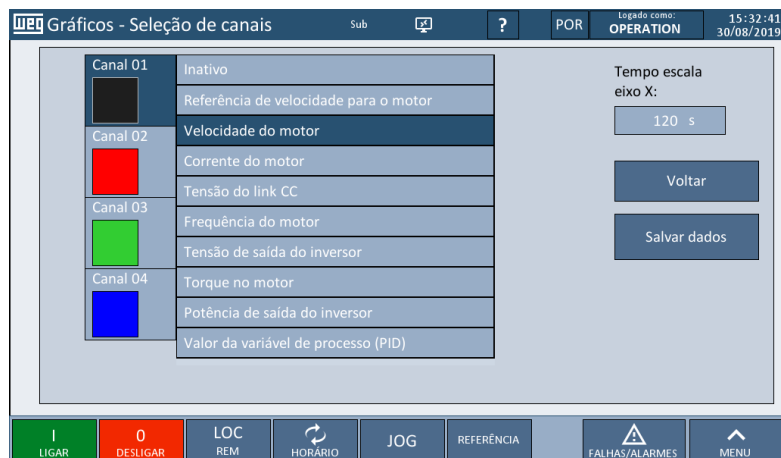 WEG Gráficos - Seleção de canais Sub ? POR Logado como: OPERATION 15:32:41 30/08/2019
Canal 01
Canal 02
Canal 03
Canal 04
Inativo
Referência de velocidade para o motor
Velocidade do motor
Corrente do motor
Tensão do link CC
Frequência do motor
Tensão de saída do inversor
Torque no motor
Potência de saída do inversor
Valor da variável de processo (PID)
Tempo escala
eixo X:
120 s
Voltar
Salvar dados
I
LIGAR
0
DESLIGAR
LOC
REM
HORÁRIO
JOG
REFERÊNCIA
FALHAS/ALARMES
MENU